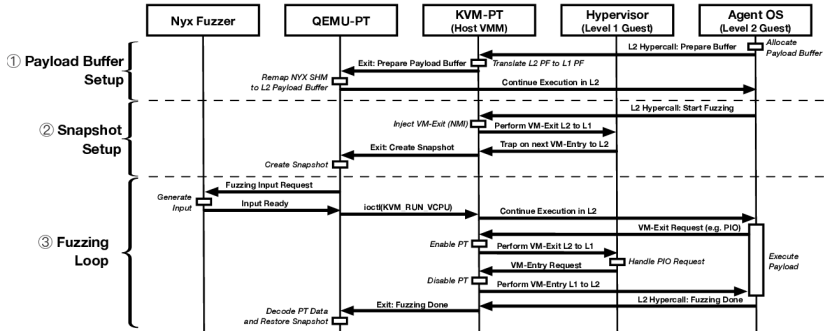 Nyx Fuzzer
QEMU-PT
KVM-PT
(Host VMM)
Hypervisor
(Level 1 Guest)
Agent OS
(Level 2 Guest)
① Payload Buffer
Setup
L2 Hypercall: Prepare Buffer
Allocate
Payload Buffer
Exit: Prepare Payload Buffer
Translate L2 PF to L1 PF
Remap NYX SHM
to L2 Payload Buffer
Continue Execution in L2
② Snapshot
Setup
L2 Hypercall: Start Fuzzing
Inject VM-Exit (NMI)
Perform VM-Exit L2 to L1
Exit: Create Snapshot
Trap on next VM-Entry to L2
Create Snapshot
③ Fuzzing
Loop
Fuzzing Input Request
Generate
Input
Input Ready
ioctl(KVM_RUN_VCPU)
Continue Execution in L2
VM-Exit Request (e.g. PIO)
Enable PT
Perform VM-Exit L2 to L1
Handle PIO Request
Execute
Payload
VM-Entry Request
Disable PT
Perform VM-Entry L1 to L2
Exit: Fuzzing Done
L2 Hypercall: Fuzzing Done
Decode PT Data
and Restore Snapshot